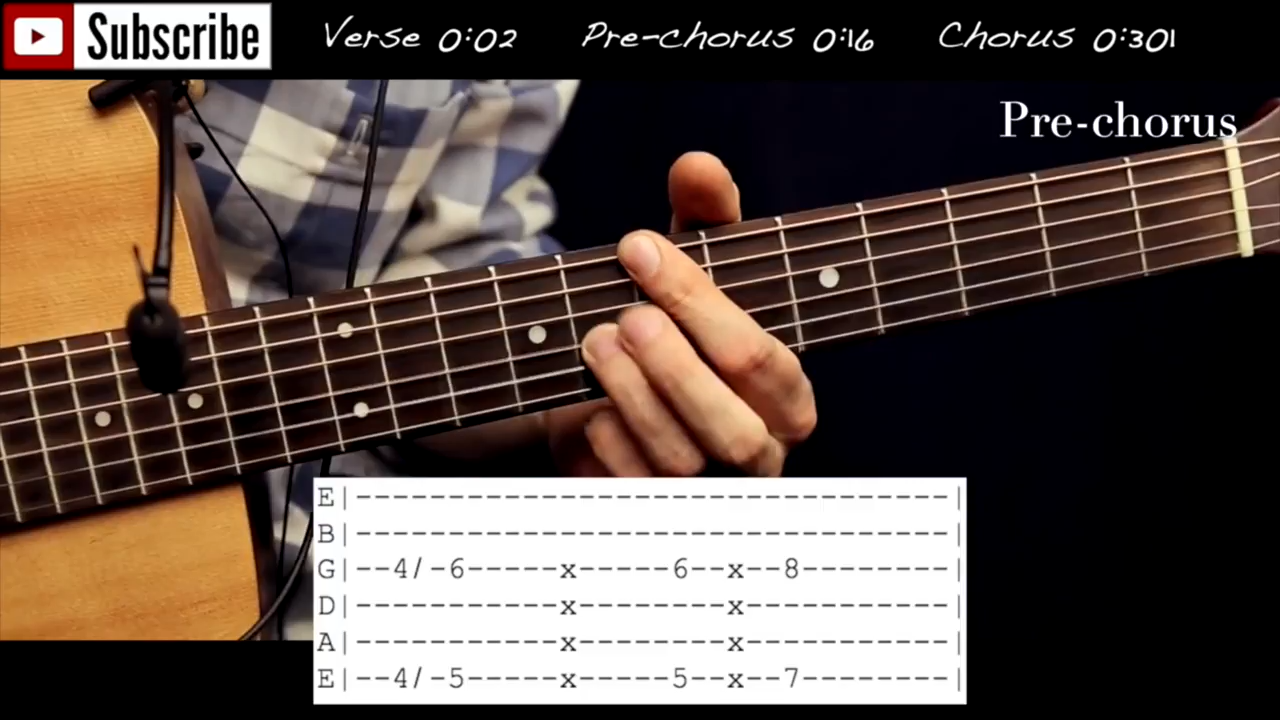 Subscribe Verse 0:02 Pre-chorus 0:16 Chorus 0:301
Pre-chorus
E|--------------------------------|
B|--------------------------------|
G|--4/-6-----x-----6--x--8--------|
D|-----------x--------x-----------|
A|-----------x--------x-----------|
E|--4/-5-----x-----5--x--7--------|